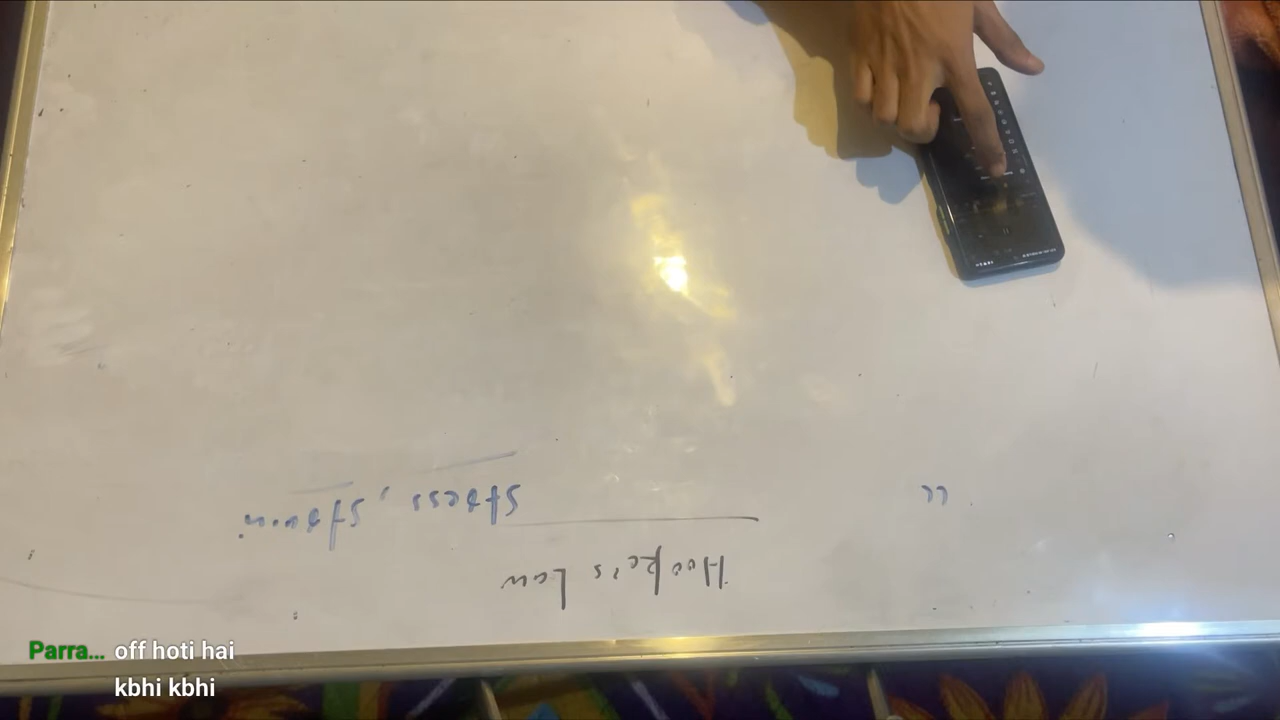 Hooke's Law
"
Stress, Strain
Parra... off hoti hai
kbhi kbhi